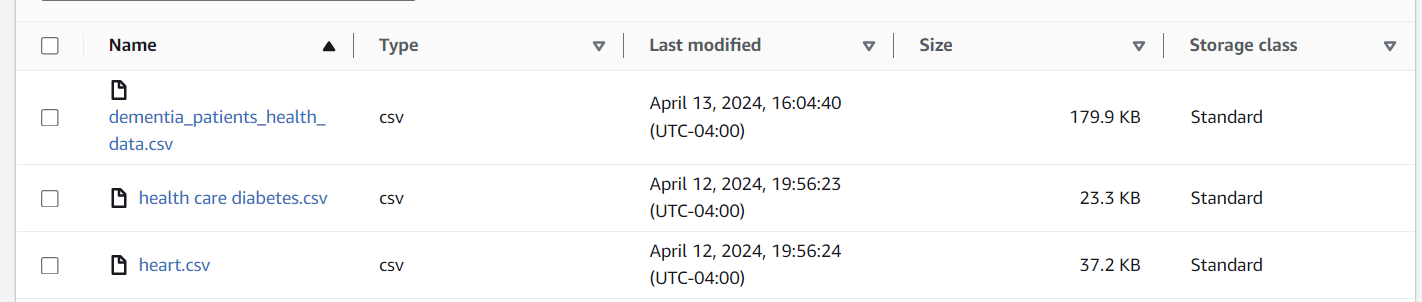 Name Type Last modified Size Storage class
dementia_patients_health_
data.csv
csv
April 13, 2024, 16:04:40
(UTC-04:00)
179.9 KB
Standard
health care diabetes.csv
csv
April 12, 2024, 19:56:23
(UTC-04:00)
23.3 KB
Standard
heart.csv
csv
April 12, 2024, 19:56:24
(UTC-04:00)
37.2 KB
Standard